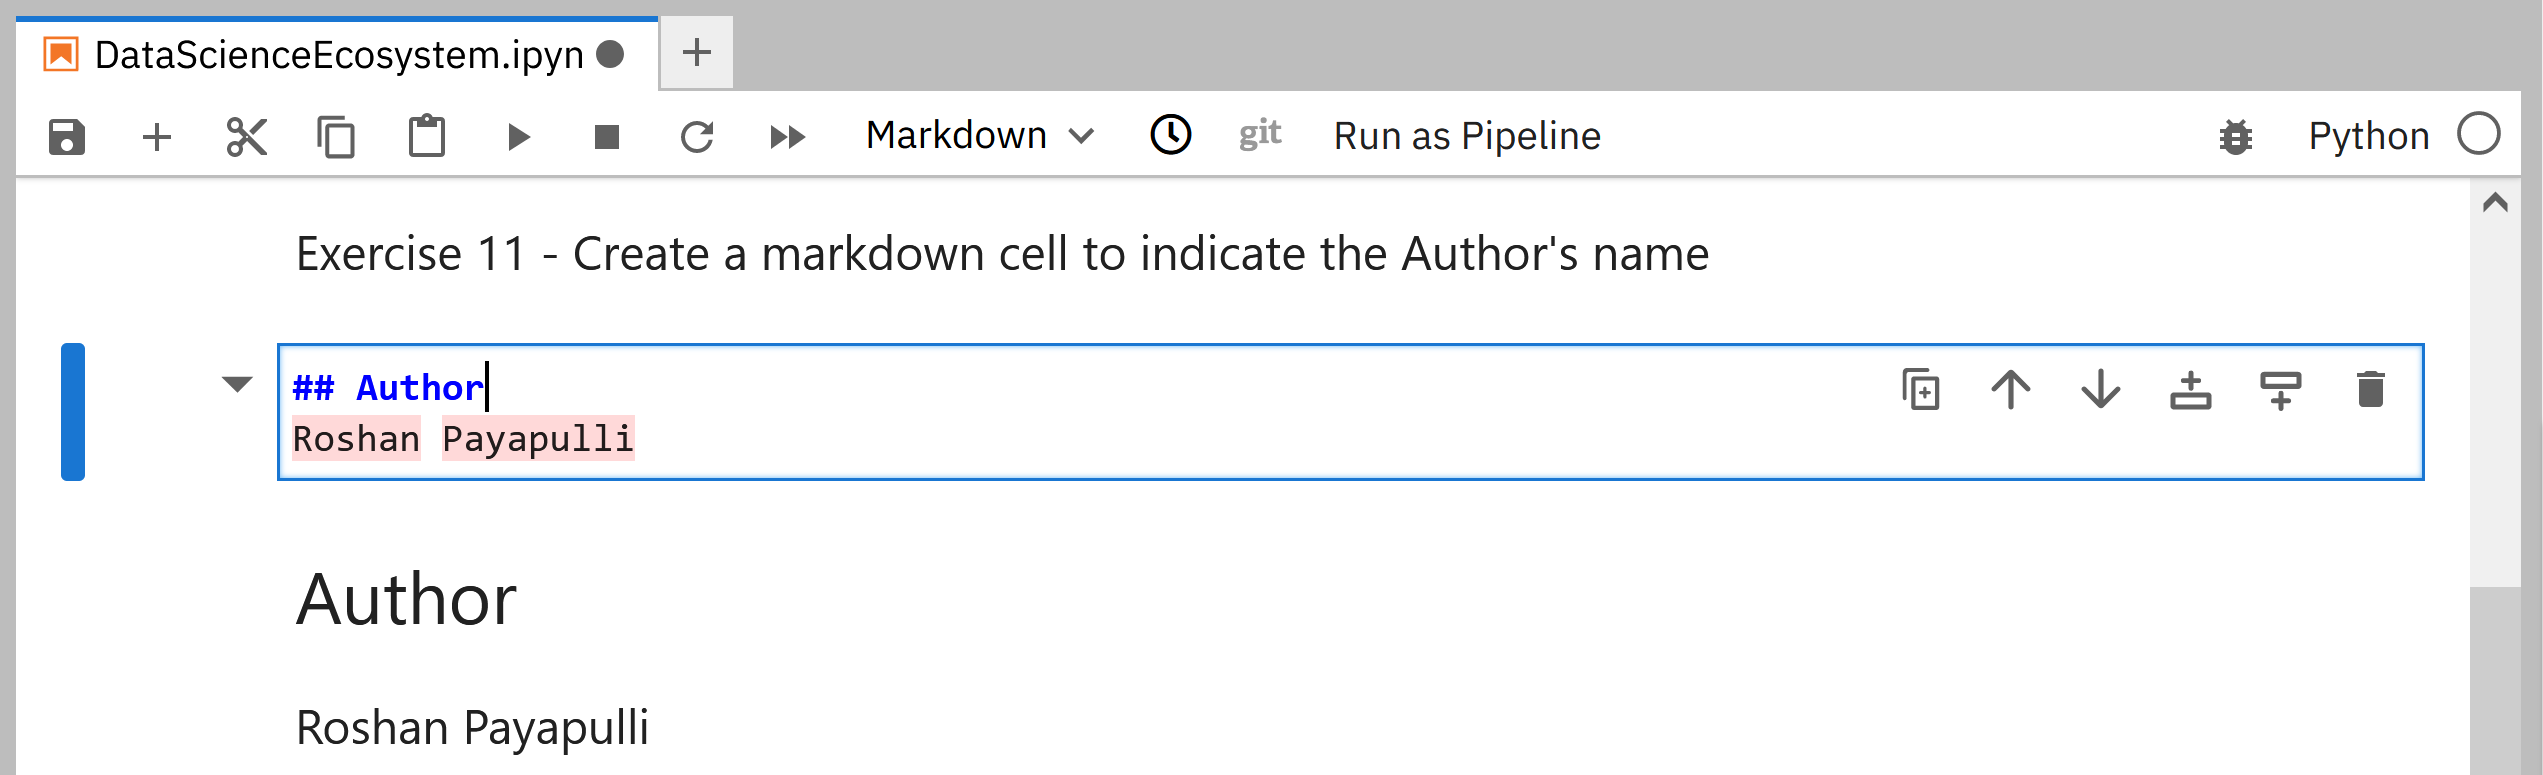 DataScienceEcosystem.ipyn
Markdown git Run as Pipeline Python
Exercise 11 - Create a markdown cell to indicate the Author's name
## Author
Roshan Payapulli
Author
Roshan Payapulli